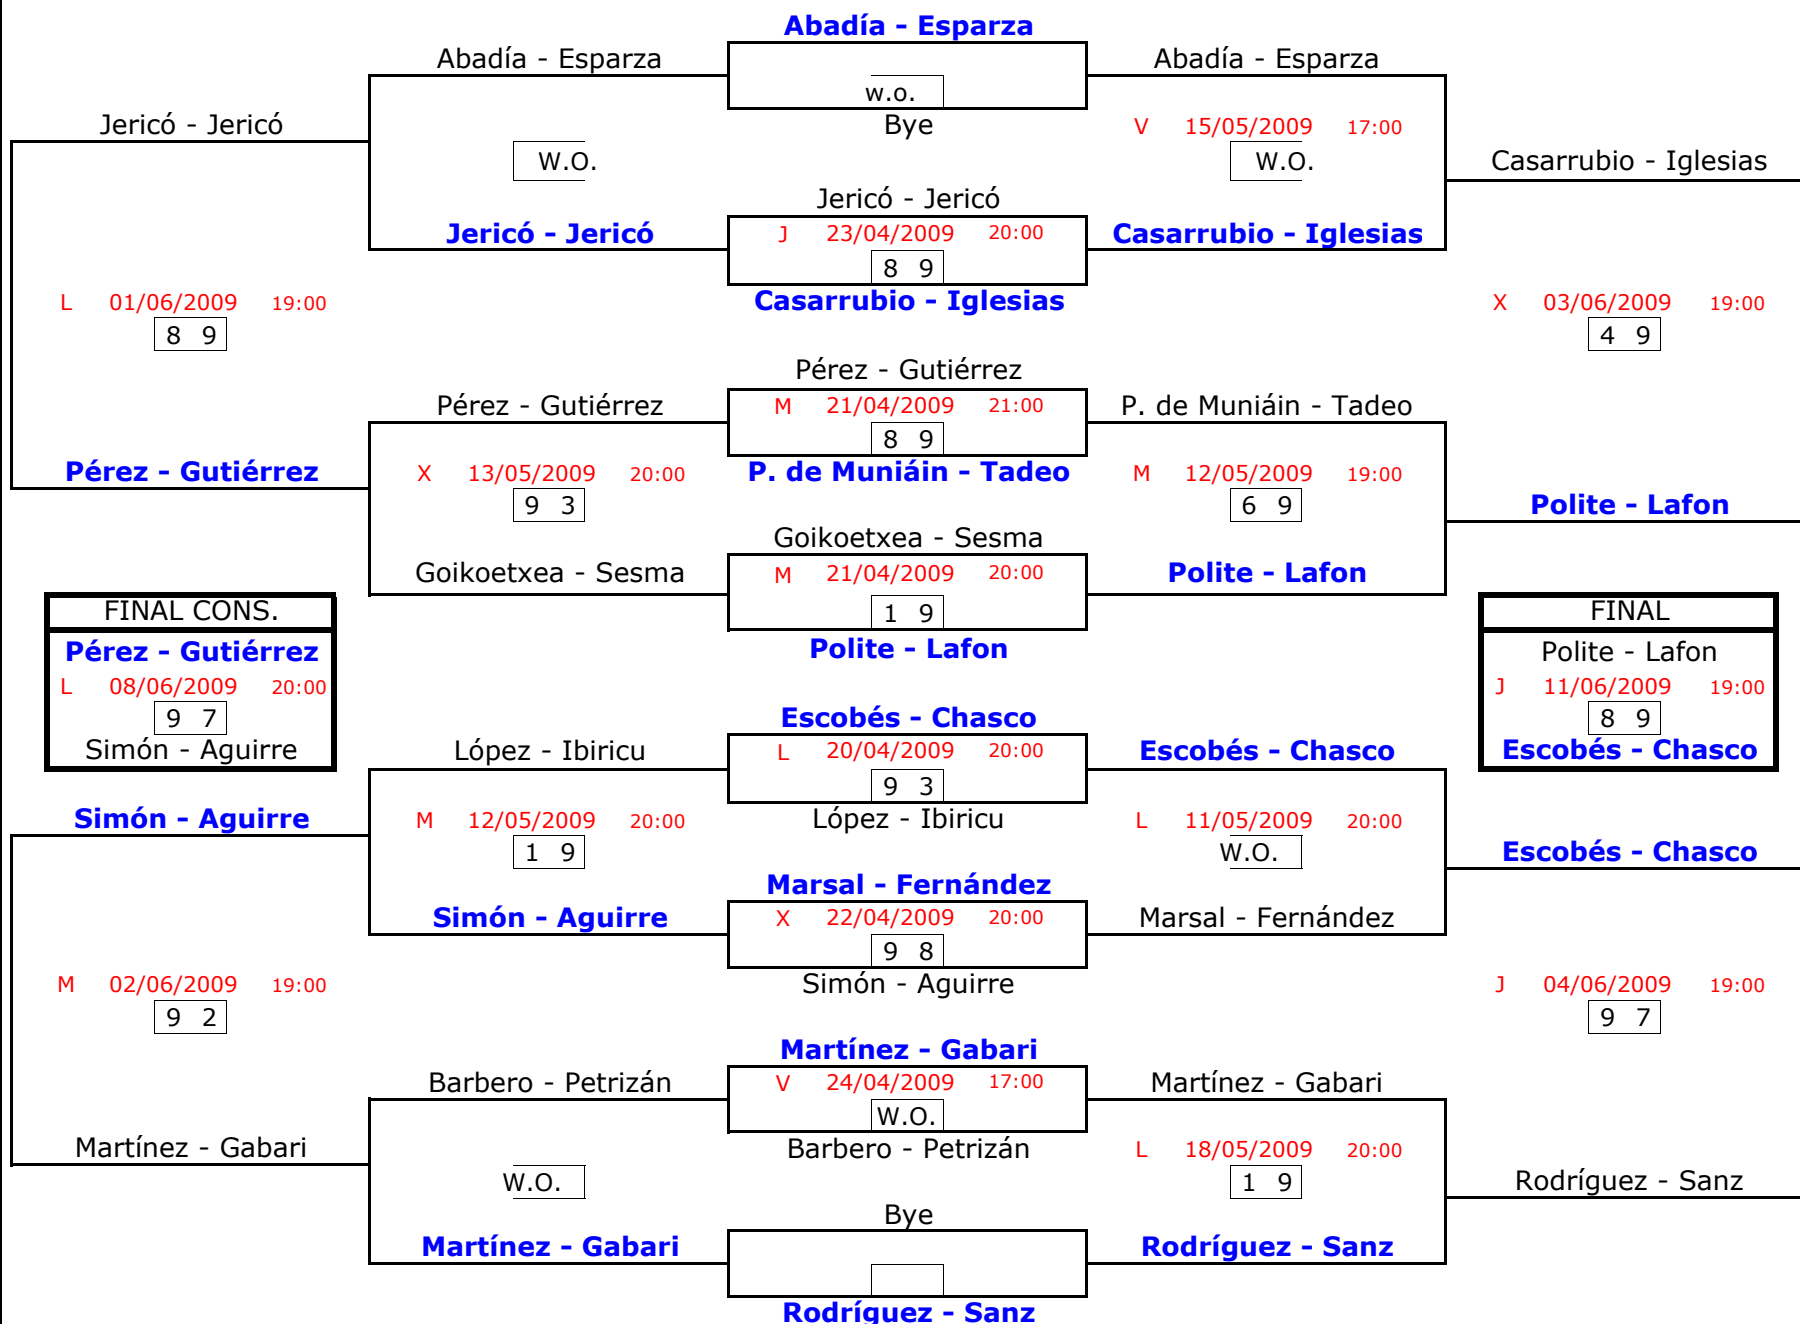 Abadía - Esparza
Abadía - Esparza
Abadía - Esparza
w.o.
Jericó - Jericó
Bye
V 15/05/2009 17:00
W.O.
W.O.
Casarrubio - Iglesias
Jericó - Jericó
Jericó - Jericó
J 23/04/2009 20:00
Casarrubio - Iglesias
8 9
Casarrubio - Iglesias
L 01/06/2009 19:00
X 03/06/2009 19:00
8 9
4 9
Pérez - Gutiérrez
Pérez - Gutiérrez
M 21/04/2009 21:00
P. de Muniáin - Tadeo
8 9
Pérez - Gutiérrez
X 13/05/2009 20:00
P. de Muniáin - Tadeo
M 12/05/2009 19:00
9 3
6 9
Polite - Lafon
Goikoetxea - Sesma
Goikoetxea - Sesma
M 21/04/2009 20:00
Polite - Lafon
FINAL CONS.
1 9
FINAL
Pérez - Gutiérrez
Polite - Lafon
Polite - Lafon
L 08/06/2009 20:00
J 11/06/2009 19:00
9 7
Escobés - Chasco
8 9
Simón - Aguirre
López - Ibiricu
L 20/04/2009 20:00
Escobés - Chasco
Escobés - Chasco
9 3
Simón - Aguirre
M 12/05/2009 20:00
López - Ibiricu
L 11/05/2009 20:00
1 9
W.O.
Escobés - Chasco
Marsal - Fernández
Simón - Aguirre
X 22/04/2009 20:00
Marsal - Fernández
9 8
M 02/06/2009 19:00
Simón - Aguirre
J 04/06/2009 19:00
9 2
9 7
Martínez - Gabari
Barbero - Petrizán
V 24/04/2009 17:00
Martínez - Gabari
W.O.
Martínez - Gabari
Barbero - Petrizán
L 18/05/2009 20:00
W.O.
1 9
Rodríguez - Sanz
Bye
Martínez - Gabari
Rodríguez - Sanz
Rodríguez - Sanz